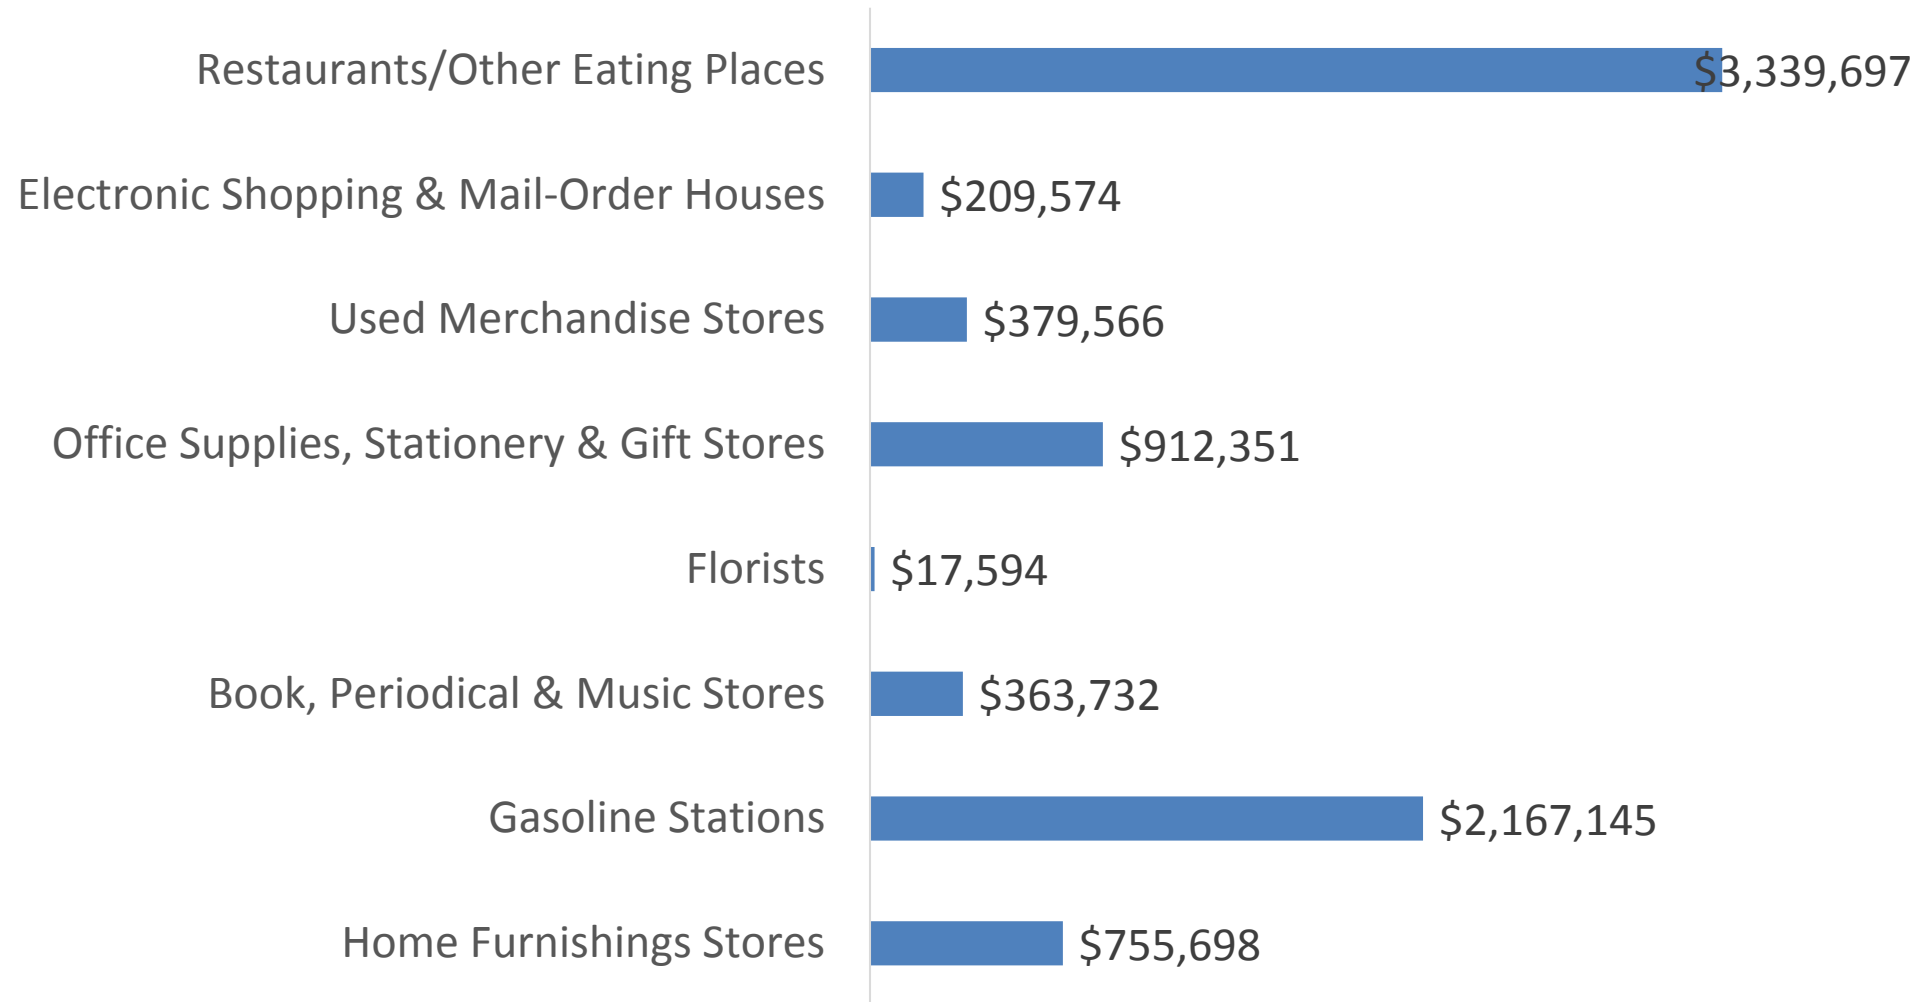 Restaurants/Other Eating Places $3,339,697
Electronic Shopping & Mail-Order Houses $209,574
Used Merchandise Stores $379,566
Office Supplies, Stationery & Gift Stores $912,351
Florists $17,594
Book, Periodical & Music Stores $363,732
Gasoline Stations $2,167,145
Home Furnishings Stores $755,698